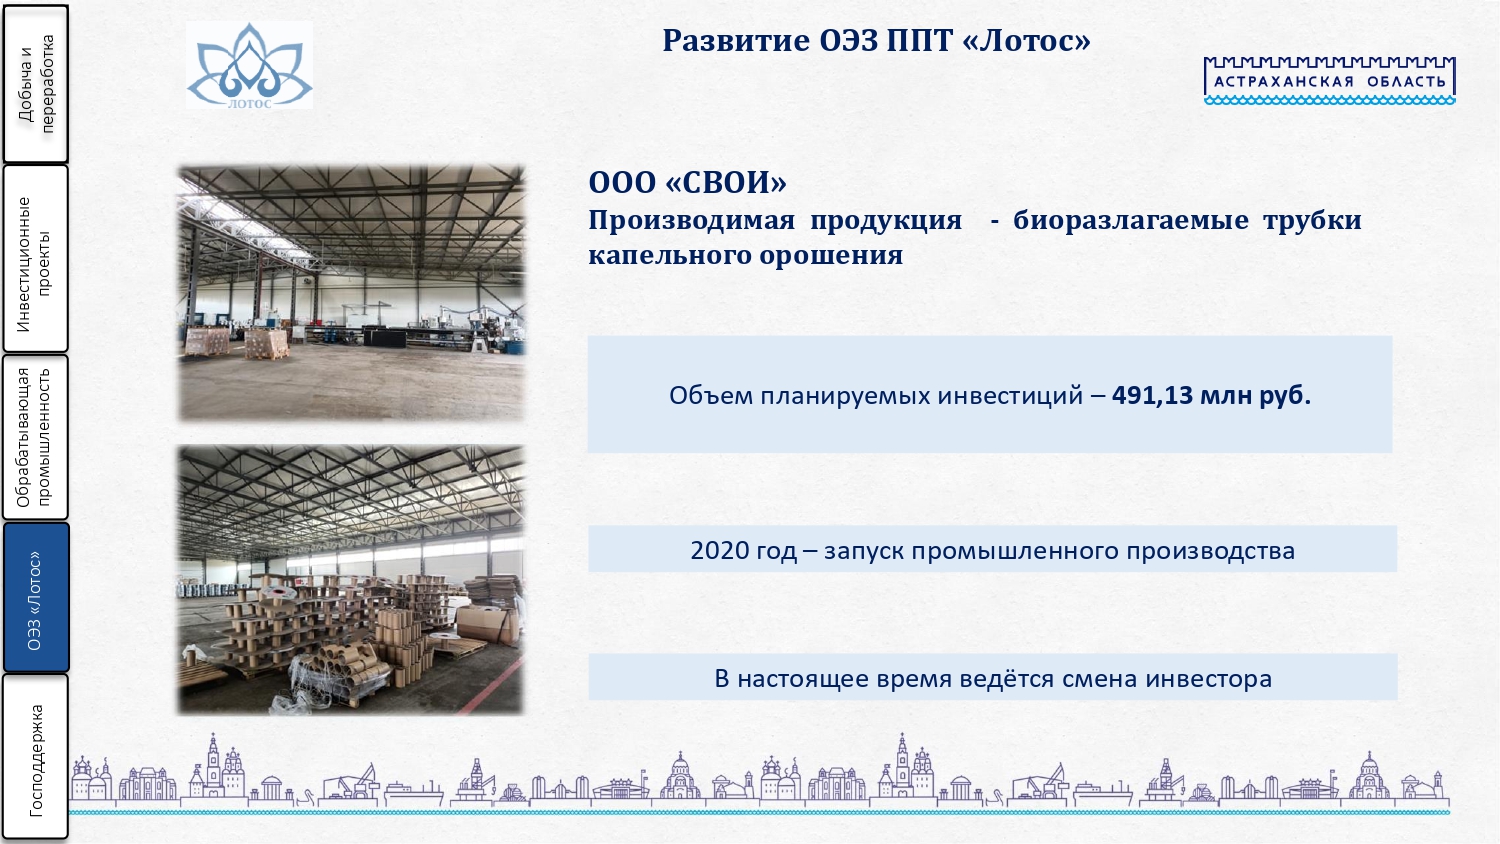 Добыча и
переработка
Инвестиционные
проекты
Обрабатывающая
промышленность
ОЭЗ «Лотос»
Господдержка
ЛОТОС
Развитие ОЭЗ ППТ «Лотос»
АСТРАХАНСКАЯ ОБЛАСТЬ
ООО «СВОИ»
Производимая продукция - биоразлагаемые трубки
капельного орошения
Объем планируемых инвестиций – 491,13 млн руб.
2020 год – запуск промышленного производства
В настоящее время ведётся смена инвестора